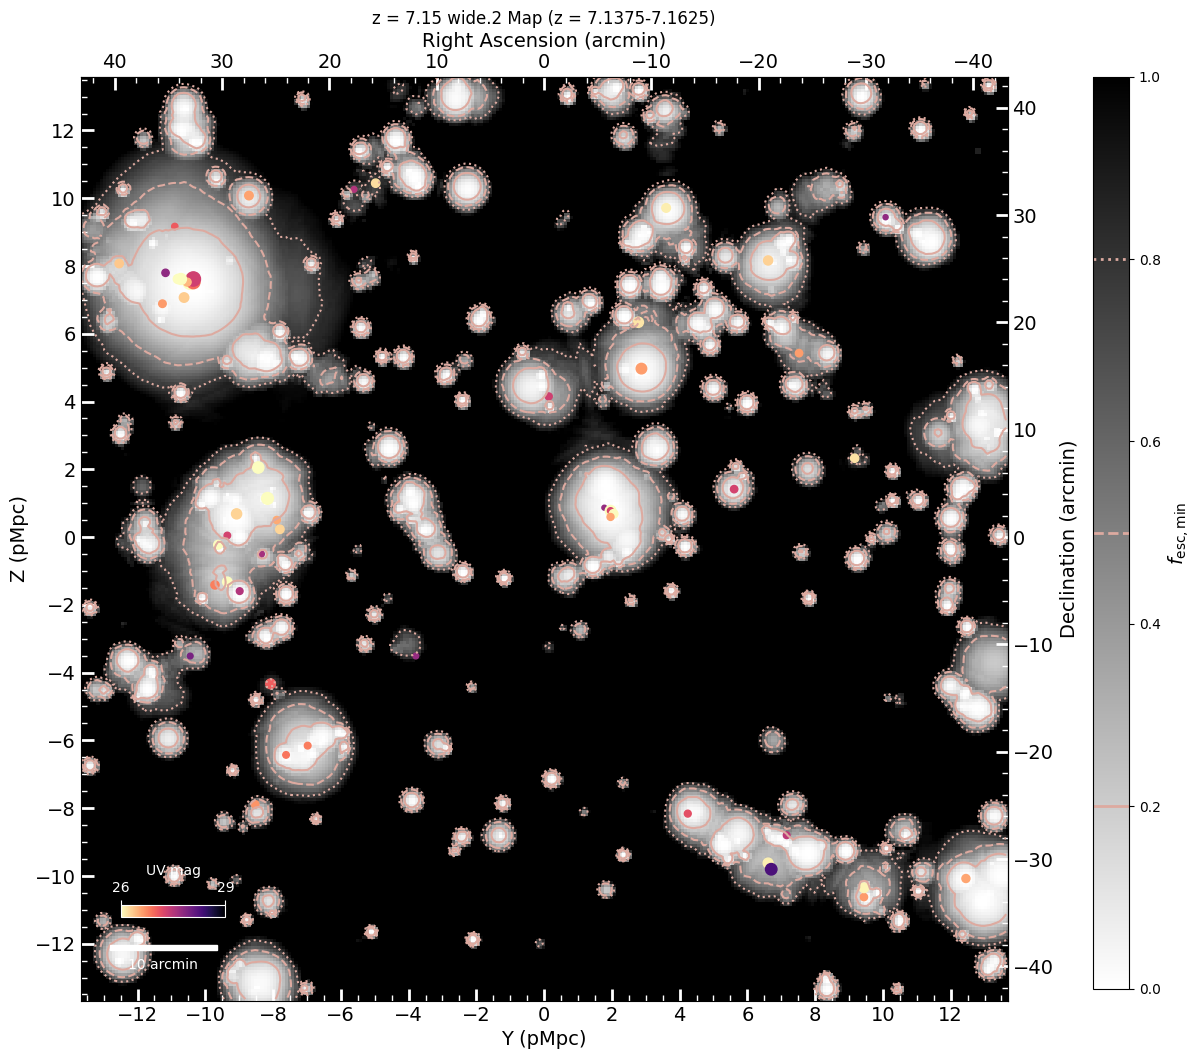 z = 7.15 wide.2 Map (z = 7.1375-7.1625)
Right Ascension (arcmin)
40 30 20 10 0 −10 −20 −30 −40
12
10
8
6
4
2
0
−2
−4
−6
−8
−10
−12
Z (pMpc)
40
30
20
10
0
−10
−20
−30
−40
Declination (arcmin)
UV mag
26 29
10 arcmin
−12 −10 −8 −6 −4 −2 0 2 4 6 8 10 12
Y (pMpc)
1.0
0.8
0.6
0.4
0.2
0.0
fesc,min